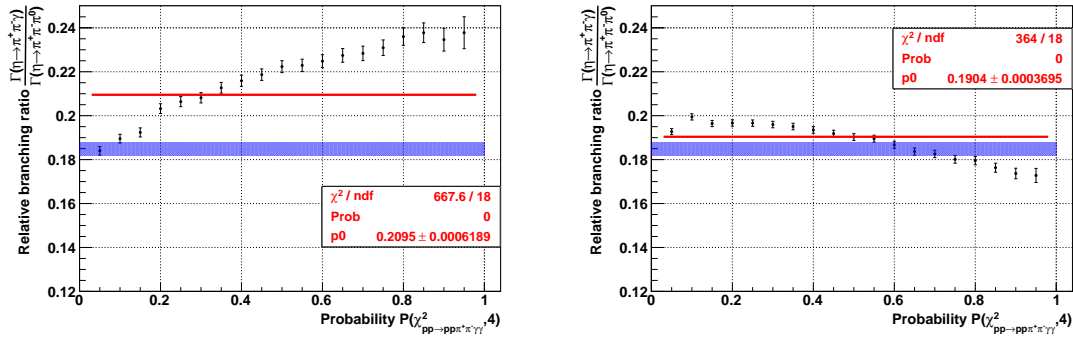 Relative branching ratio Γ(η→π⁺π⁻γ) / Γ(η→π⁺π⁻π⁰)
0.24
0.22
0.2
0.18
0.16
0.14
0.12
χ² / ndf 667.6 / 18
Prob 0
p0 0.2095 ± 0.0006189
0 0.2 0.4 0.6 0.8 1
Probability P(χ²pp→ppπ⁺π⁻γγ,4)
Relative branching ratio Γ(η→π⁺π⁻γ) / Γ(η→π⁺π⁻π⁰)
0.24
0.22
0.2
0.18
0.16
0.14
0.12
χ² / ndf 364 / 18
Prob 0
p0 0.1904 ± 0.0003695
0 0.2 0.4 0.6 0.8 1
Probability P(χ²pp→ppπ⁺π⁻γγ,4)